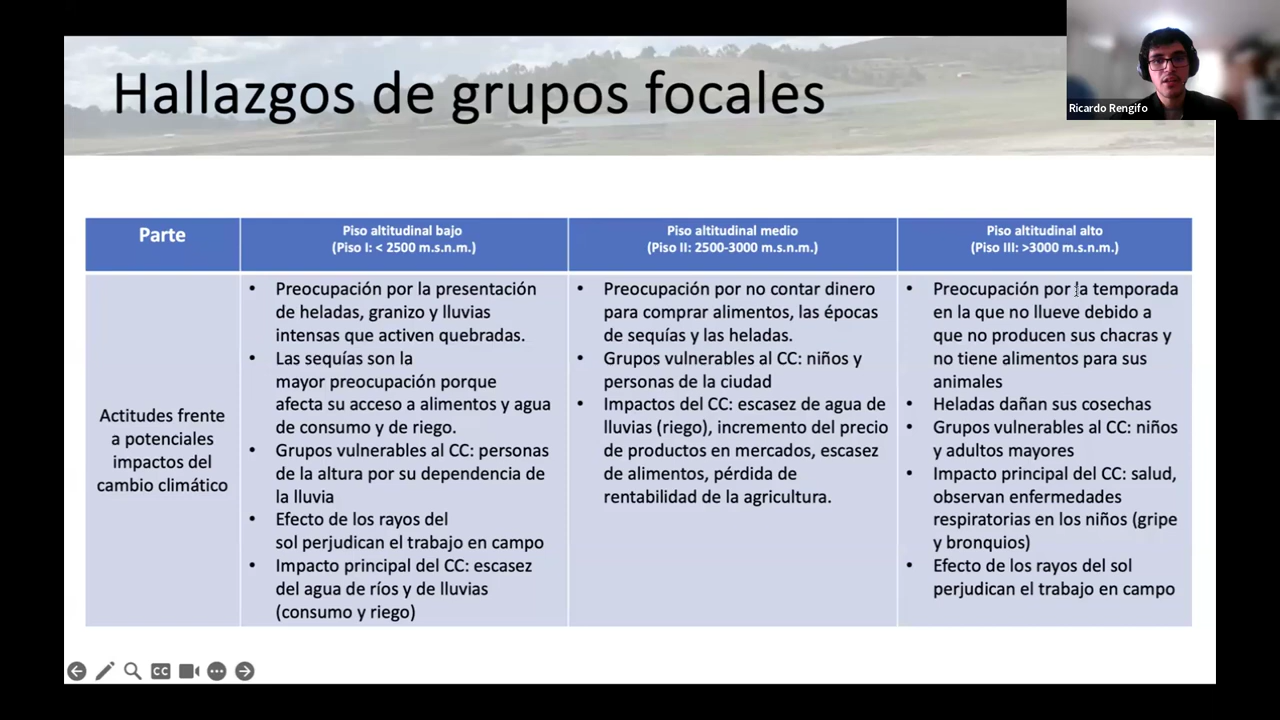 Hallazgos de grupos focales
Ricardo Rengifo
Parte
Piso altitudinal bajo
(Piso I: < 2500 m.s.n.m.)
Piso altitudinal medio
(Piso II: 2500-3000 m.s.n.m.)
Piso altitudinal alto
(Piso III: >3000 m.s.n.m.)
Actitudes frente
a potenciales
impactos del
cambio climático
• Preocupación por la presentación
de heladas, granizo y lluvias
intensas que activen quebradas.
• Las sequías son la
mayor preocupación porque
afecta su acceso a alimentos y agua
de consumo y de riego.
• Grupos vulnerables al CC: personas
de la altura por su dependencia de
la lluvia
• Efecto de los rayos del
sol perjudican el trabajo en campo
• Impacto principal del CC: escasez
del agua de ríos y de lluvias
(consumo y riego)
• Preocupación por no contar dinero
para comprar alimentos, las épocas
de sequías y las heladas.
• Grupos vulnerables al CC: niños y
personas de la ciudad
• Impactos del CC: escasez de agua de
lluvias (riego), incremento del precio
de productos en mercados, escasez
de alimentos, pérdida de
rentabilidad de la agricultura.
• Preocupación por la temporada
en la que no llueve debido a
que no producen sus chacras y
no tiene alimentos para sus
animales
• Heladas dañan sus cosechas
• Grupos vulnerables al CC: niños
y adultos mayores
• Impacto principal del CC: salud,
observan enfermedades
respiratorias en los niños (gripe
y bronquios)
• Efecto de los rayos del sol
perjudican el trabajo en campo
CC